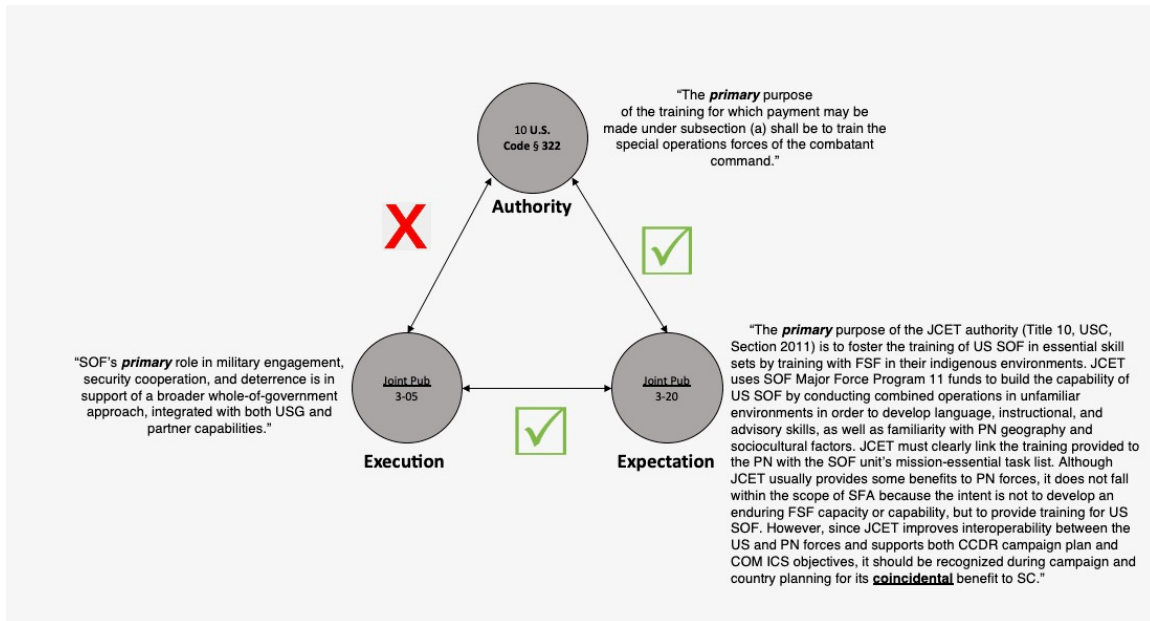 “The primary purpose
of the training for which payment may be
made under subsection (a) shall be to train the
special operations forces of the combatant
command.”
10 U.S.
Code § 322
Authority
X
“SOF’s primary role in military engagement,
security cooperation, and deterrence is in
support of a broader whole-of-government
approach, integrated with both USG and
partner capabilities.”
Joint Pub
3-05
Execution
Joint Pub
3-20
Expectation
“The primary purpose of the JCET authority (Title 10, USC,
Section 2011) is to foster the training of US SOF in essential skill
sets by training with FSF in their indigenous environments. JCET
uses SOF Major Force Program 11 funds to build the capability of
US SOF by conducting combined operations in unfamiliar
environments in order to develop language, instructional, and
advisory skills, as well as familiarity with PN geography and
sociocultural factors. JCET must clearly link the training provided to
the PN with the SOF unit’s mission-essential task list. Although
JCET usually provides some benefits to PN forces, it does not fall
within the scope of SFA because the intent is not to develop an
enduring FSF capacity or capability, but to provide training for US
SOF. However, since JCET improves interoperability between the
US and PN forces and supports both CCDR campaign plan and
COM ICS objectives, it should be recognized during campaign and
country planning for its coincidental benefit to SC.”